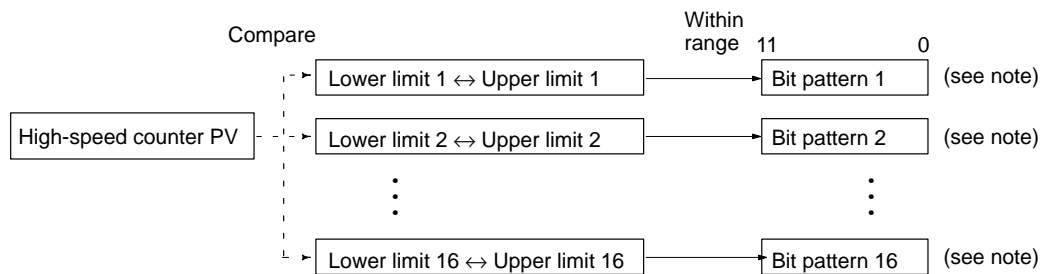 Within
Compare
range
11
0
Lower limit 1 ↔ Upper limit 1
Bit pattern 1
(see note)
High-speed counter PV
Lower limit 2 ↔ Upper limit 2
Bit pattern 2
(see note)
Lower limit 16 ↔ Upper limit 16
Bit pattern 16
(see note)